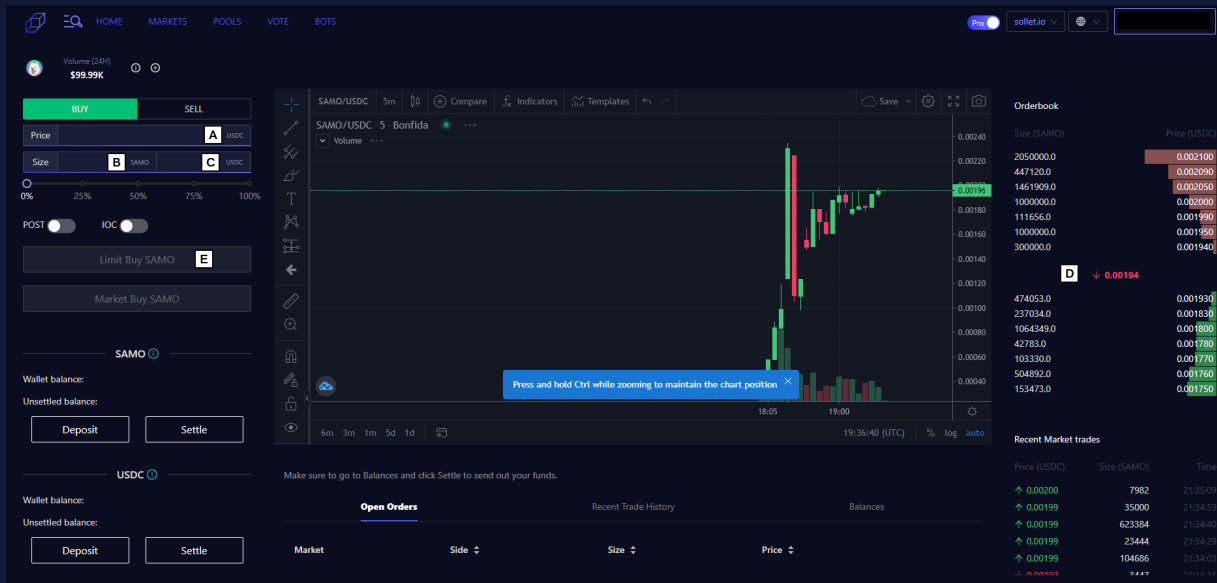 HOME MARKETS POOLS VOTE BOTS Pro sollet.io
Volume (24H)
$99.99K
BUY SELL
Price A USDC
Size B SAMO C USDC
0% 25% 50% 75% 100%
POST IOC
Limit Buy SAMO E
Market Buy SAMO
SAMO
Wallet balance:
Unsettled balance:
Deposit Settle
USDC
Wallet balance:
Unsettled balance:
Deposit Settle
SAMO/USDC 5m Compare Indicators Templates Save
SAMO/USDC · 5 · Bonfida
Volume
0.00240
0.00220
0.00196
0.00180
0.00160
0.00140
0.00120
0.00100
0.00080
0.00060
0.00040
Press and hold Ctrl while zooming to maintain the chart position
18:05 19:00
6m 3m 1m 5d 1d 19:36:40 (UTC) % log auto
Make sure to go to Balances and click Settle to send out your funds.
Open Orders Recent Trade History Balances
Market Side Size Price
Orderbook
Size (SAMO) Price (USDC)
2050000.0 0.002100
447120.0 0.002090
1461909.0 0.002050
1000000.0 0.002000
111656.0 0.001990
1000000.0 0.001950
300000.0 0.001940
D ↓ 0.00194
474053.0 0.001930
237034.0 0.001830
1064349.0 0.001800
42783.0 0.001780
103330.0 0.001770
504892.0 0.001760
153473.0 0.001750
Recent Market trades
Price (USDC) Size (SAMO) Time
↑ 0.00200 7982 21:35:09
↑ 0.00199 35000 21:34:59
↑ 0.00199 623384 21:34:40
↑ 0.00199 23444 21:34:29
↑ 0.00199 104686 21:34:03